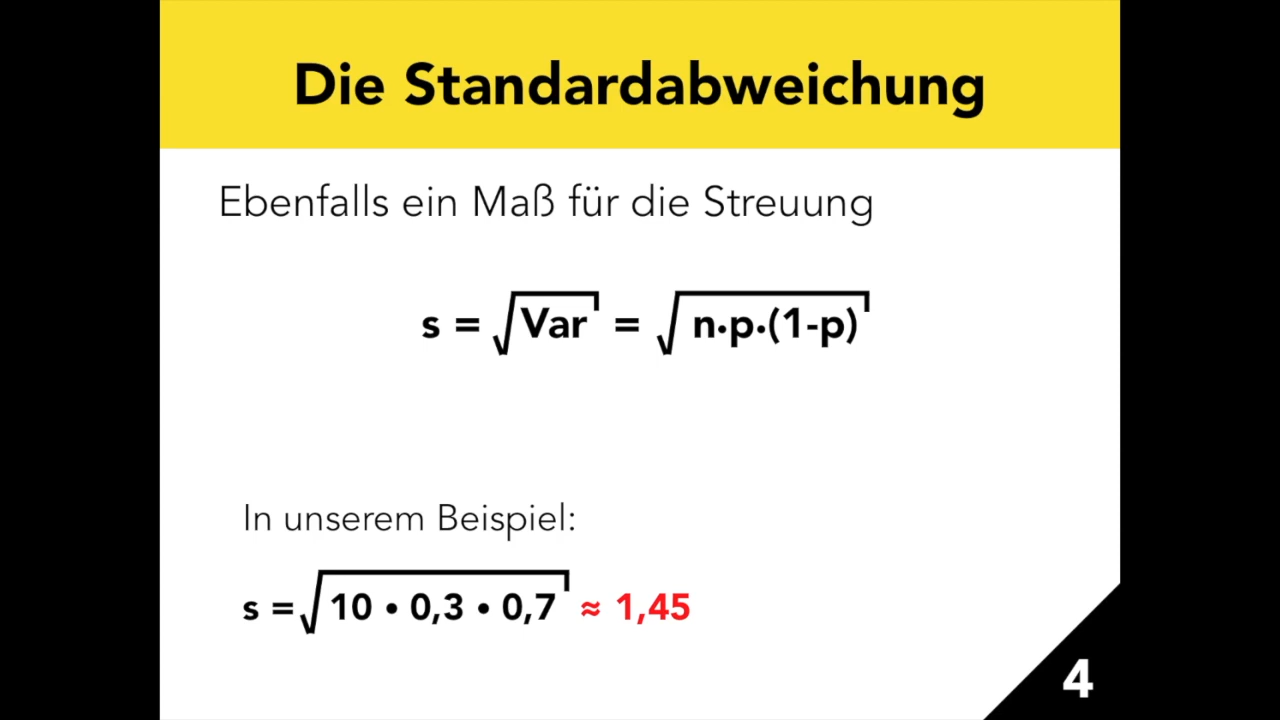 Die Standardabweichung
Ebenfalls ein Maß für die Streuung
s = √Var = √n·p·(1-p)
In unserem Beispiel:
s = √10 • 0,3 • 0,7 ≈ 1,45
4